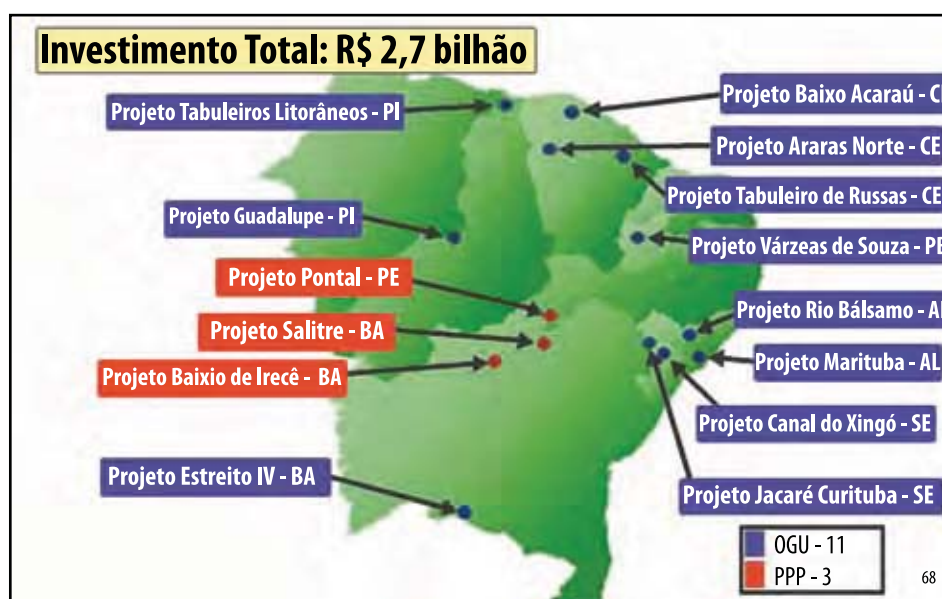 Investimento Total: R$ 2,7 bilhão
Projeto Tabuleiros Litorâneos - PI
Projeto Baixo Acaraú - C
Projeto Araras Norte - CE
Projeto Tabuleiro de Russas - CE
Projeto Guadalupe - PI
Projeto Várzeas de Souza - PB
Projeto Pontal - PE
Projeto Salitre - BA
Projeto Rio Bálsamo - A
Projeto Baixio de Irecê - BA
Projeto Marituba - AL
Projeto Canal do Xingó - SE
Projeto Estreito IV - BA
Projeto Jacaré Curituba - SE
OGU - 11
PPP - 3
68